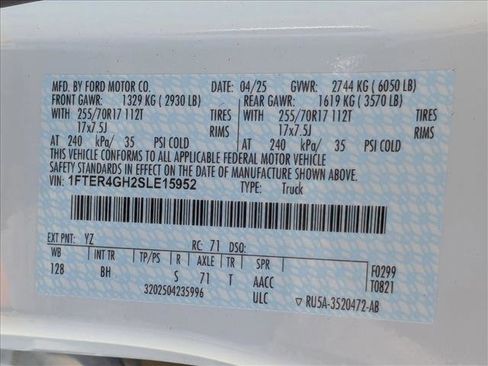 MFD. BY FORD MOTOR CO. DATE: 04/25 GVWR: 2744 KG ( 6050 LB)
FRONT GAWR: 1329 KG ( 2930 LB) REAR GAWR: 1619 KG ( 3570 LB)
WITH 255/70R17 112T TIRES WITH 255/70R17 112T TIRES
17x7.5J RIMS 17x7.5J RIMS
AT 240 kPa/ 35 PSI COLD AT 240 kPa/ 35 PSI COLD
THIS VEHICLE CONFORMS TO ALL APPLICABLE FEDERAL MOTOR VEHICLE
SAFETY STANDARDS IN EFFECT ON THE DATE OF MANUFACTURE SHOWN ABOVE.
VIN: 1FTER4GH2SLE15952 TYPE: Truck
EXT PNT: YZ RC: 71 DSO:
WB INT TR TP/PS R AXLE TR SPR F0299
128 BH S 71 T AACC T0821
3202504235996 ULC ▽ RU5A-3520472-AB